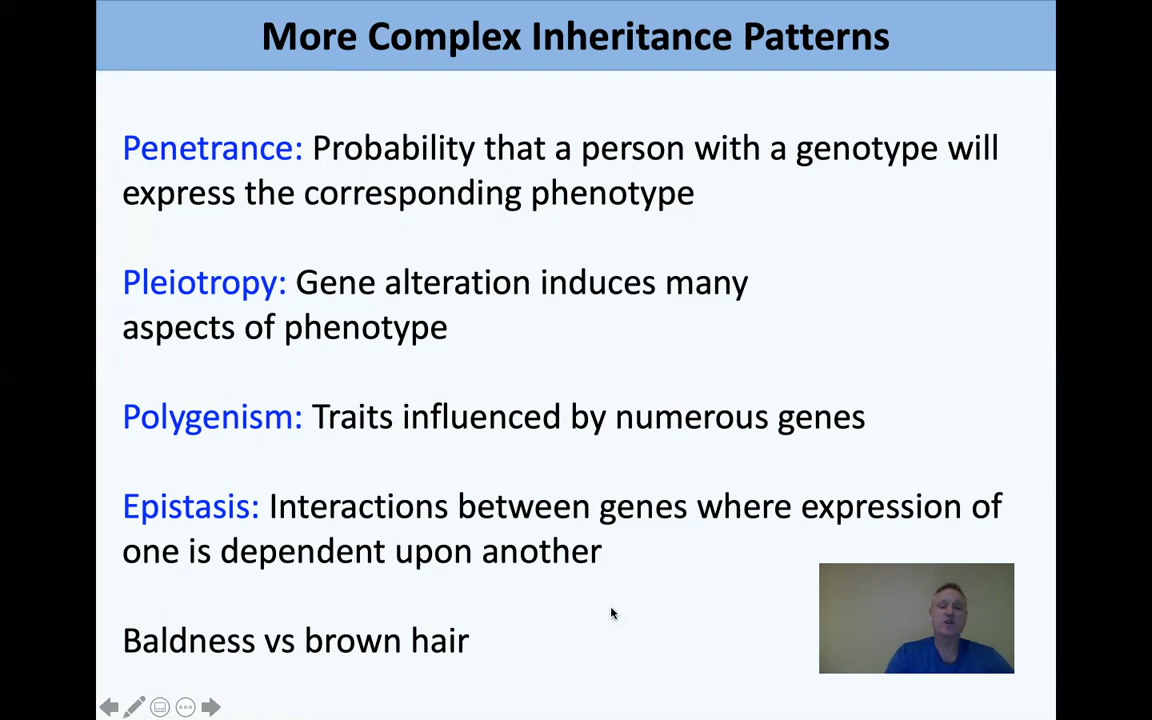 More Complex Inheritance Patterns
Penetrance: Probability that a person with a genotype will
express the corresponding phenotype
Pleiotropy: Gene alteration induces many
aspects of phenotype
Polygenism: Traits influenced by numerous genes
Epistasis: Interactions between genes where expression of
one is dependent upon another
Baldness vs brown hair